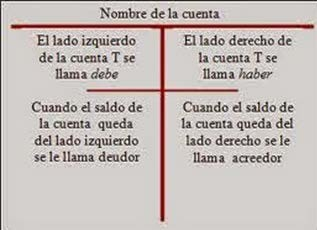 Nombre de la cuenta
El lado izquierdo
de la cuenta T se
llama debe
El lado derecho de
la cuenta T se
llama haber
Cuando el saldo de
la cuenta queda
del lado izquierdo
se le llama deudor
Cuando el saldo de
la cuenta queda del
lado derecho se le
llama acreedor